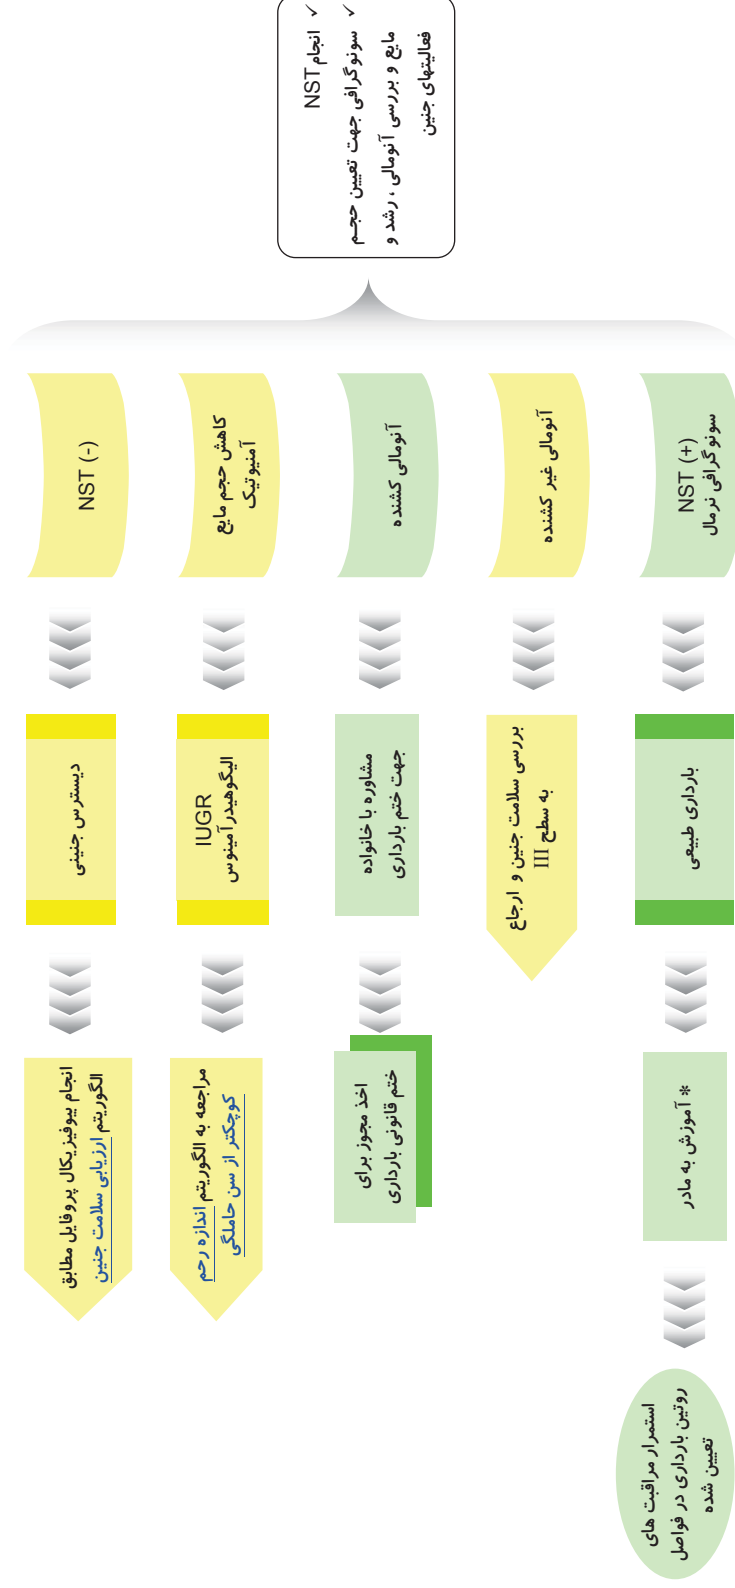 ✓ انجام NST
✓ سونوگرافی جهت تعیین حجم
مایع و بررسی آنومالی ، رشد و
فعالیتهای جنین
NST (-)
دیسترس جنینی
انجام بیوفیزیکال پروفایل مطابق
الگوریتم ارزیابی سلامت جنین
کاهش حجم مایع
آمنیوتیک
IUGR
الیگوهیدرآمینوس
مراجعه به الگوریتم اندازه رحم
کوچکتر از سن حاملگی
آنومالی کشنده
مشاوره با خانواده
جهت ختم بارداری
اخذ مجوز برای
ختم قانونی بارداری
آنومالی غیر کشنده
بررسی سلامت جنین و ارجاع
به سطح III
NST (+)
سونوگرافی نرمال
بارداری طبیعی
* آموزش به مادر
استمرار مراقبت های
روتین بارداری در فواصل
تعیین شده